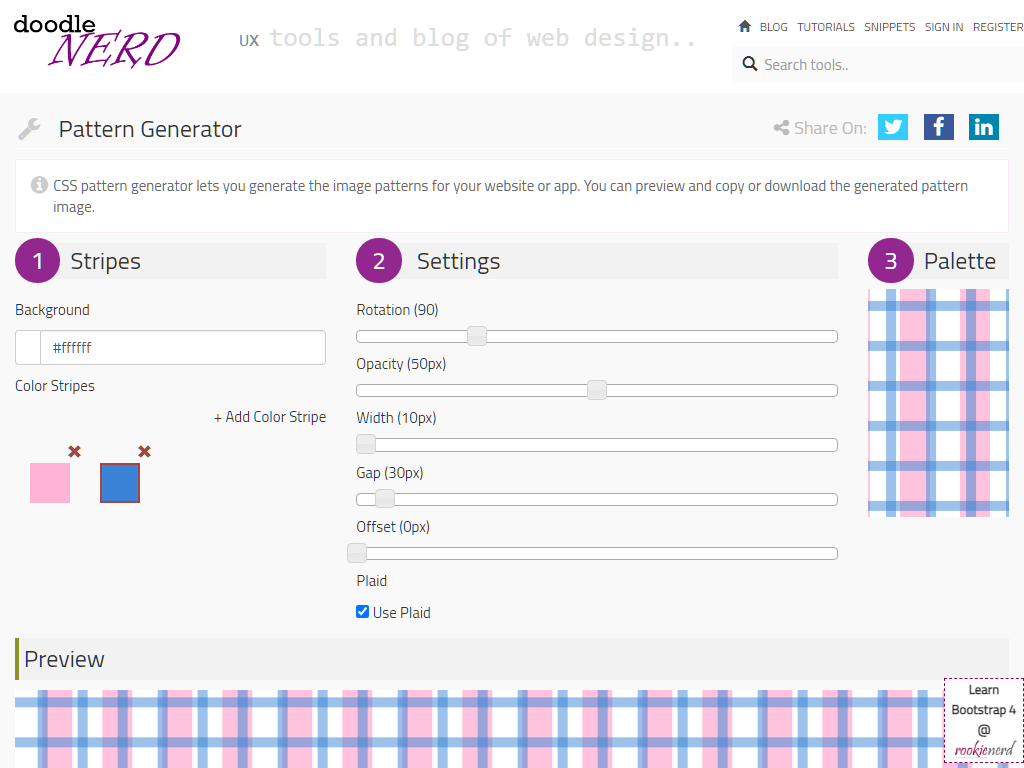 doodle
NERD
UX tools and blog of web design..
BLOG TUTORIALS SNIPPETS SIGN IN REGISTER
Search tools..
Pattern Generator
Share On:
CSS pattern generator lets you generate the image patterns for your website or app. You can preview and copy or download the generated pattern
image.
1 Stripes
Background
#ffffff
Color Stripes
+ Add Color Stripe
2 Settings
Rotation (90)
Opacity (50px)
Width (10px)
Gap (30px)
Offset (0px)
Plaid
Use Plaid
3 Palette
Preview
Learn
Bootstrap 4
@
rookienerd